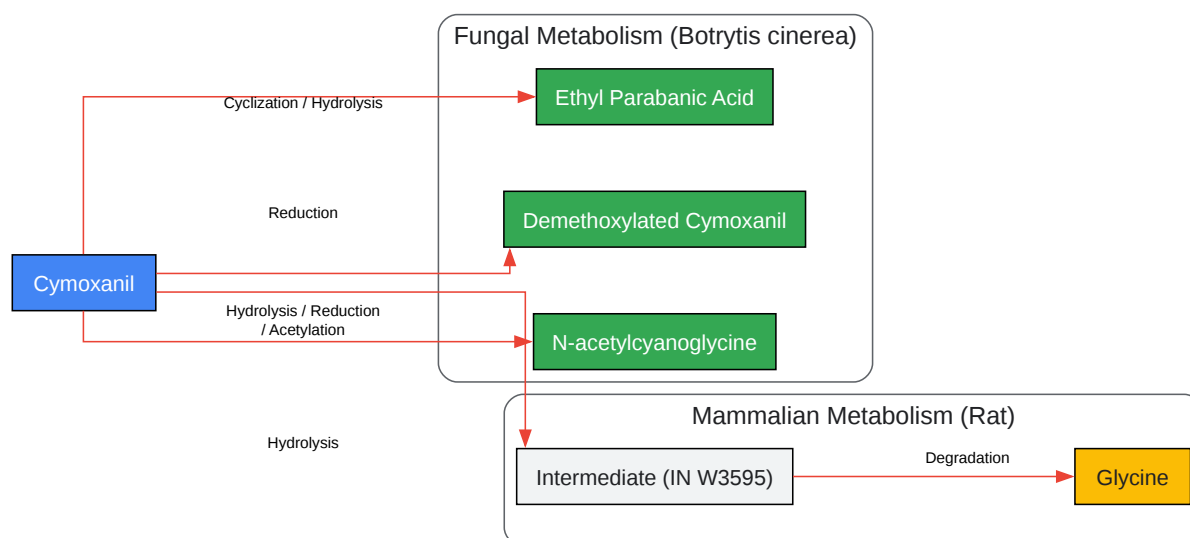 Fungal Metabolism (Botrytis cinerea)
Cyclization / Hydrolysis
Ethyl Parabanic Acid
Reduction
Demethoxylated Cymoxanil
Cymoxanil
Hydrolysis / Reduction
/ Acetylation
N-acetylcyanoglycine
Mammalian Metabolism (Rat)
Hydrolysis
Intermediate (IN W3595)
Degradation
Glycine